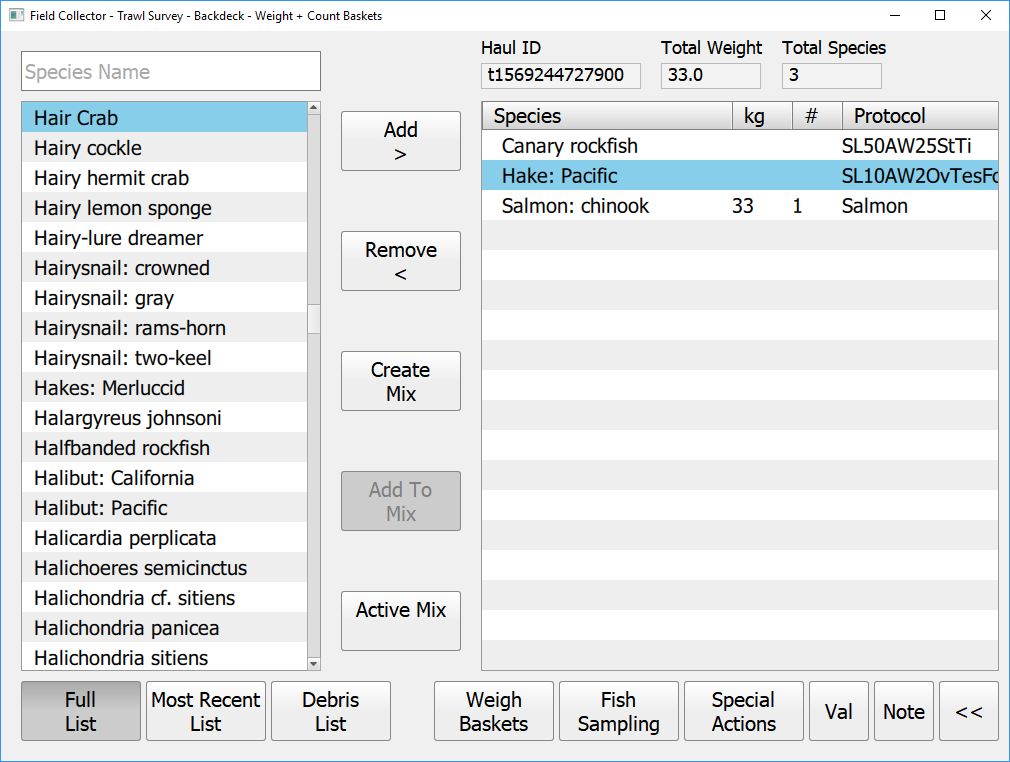 Field Collector - Trawl Survey - Backdeck - Weight + Count Baskets
Haul ID Total Weight Total Species
Species Name
t1569244727900 33.0 3
Hair Crab
Hairy cockle
Hairy hermit crab
Hairy lemon sponge
Hairy-lure dreamer
Hairysnail: crowned
Hairysnail: gray
Hairysnail: rams-horn
Hairysnail: two-keel
Hakes: Merluccid
Halargyreus johnsoni
Halfbanded rockfish
Halibut: California
Halibut: Pacific
Halicardia perplicata
Halichoeres semicinctus
Halichondria cf. sitiens
Halichondria panicea
Halichondria sitiens
Add
>
Remove
<
Create
Mix
Add To
Mix
Active Mix
Species kg # Protocol
Canary rockfish SL50AW25StTi
Hake: Pacific SL10AW2OvTesFo
Salmon: chinook 33 1 Salmon
Full
List
Most Recent
List
Debris
List
Weigh
Baskets
Fish
Sampling
Special
Actions
Val
Note
<<